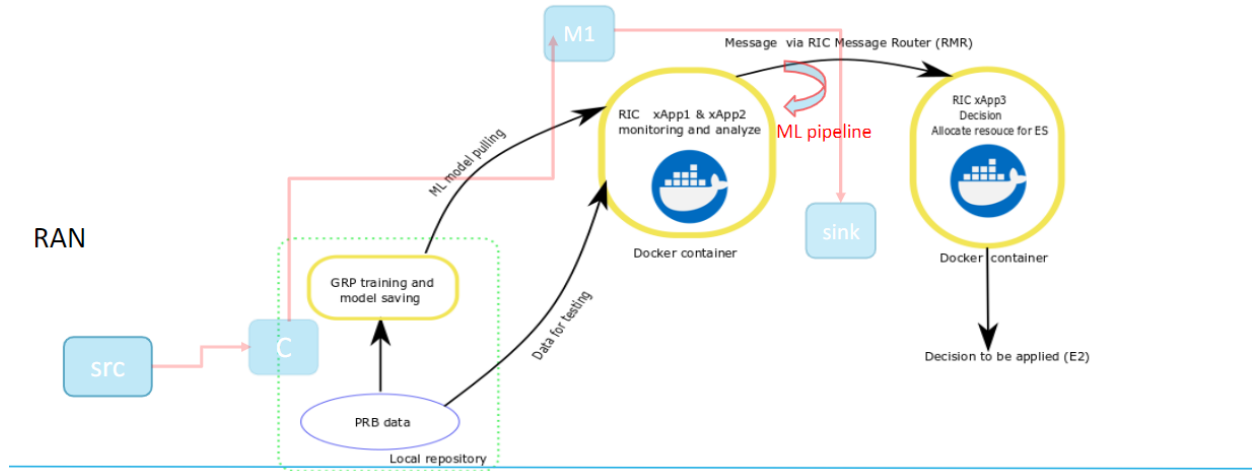 M1
Message via RIC Message Router (RMR)
RIC xApp1 & xApp2
monitoring and analyze
ML pipeline
RIC xApp3
Decision
Allocate resouce for ES
ML model pulling
sink
RAN
Docker container
Docker container
GRP training and
model saving
Data for testing
C
src
Decision to be applied (E2)
PRB data
Local repository